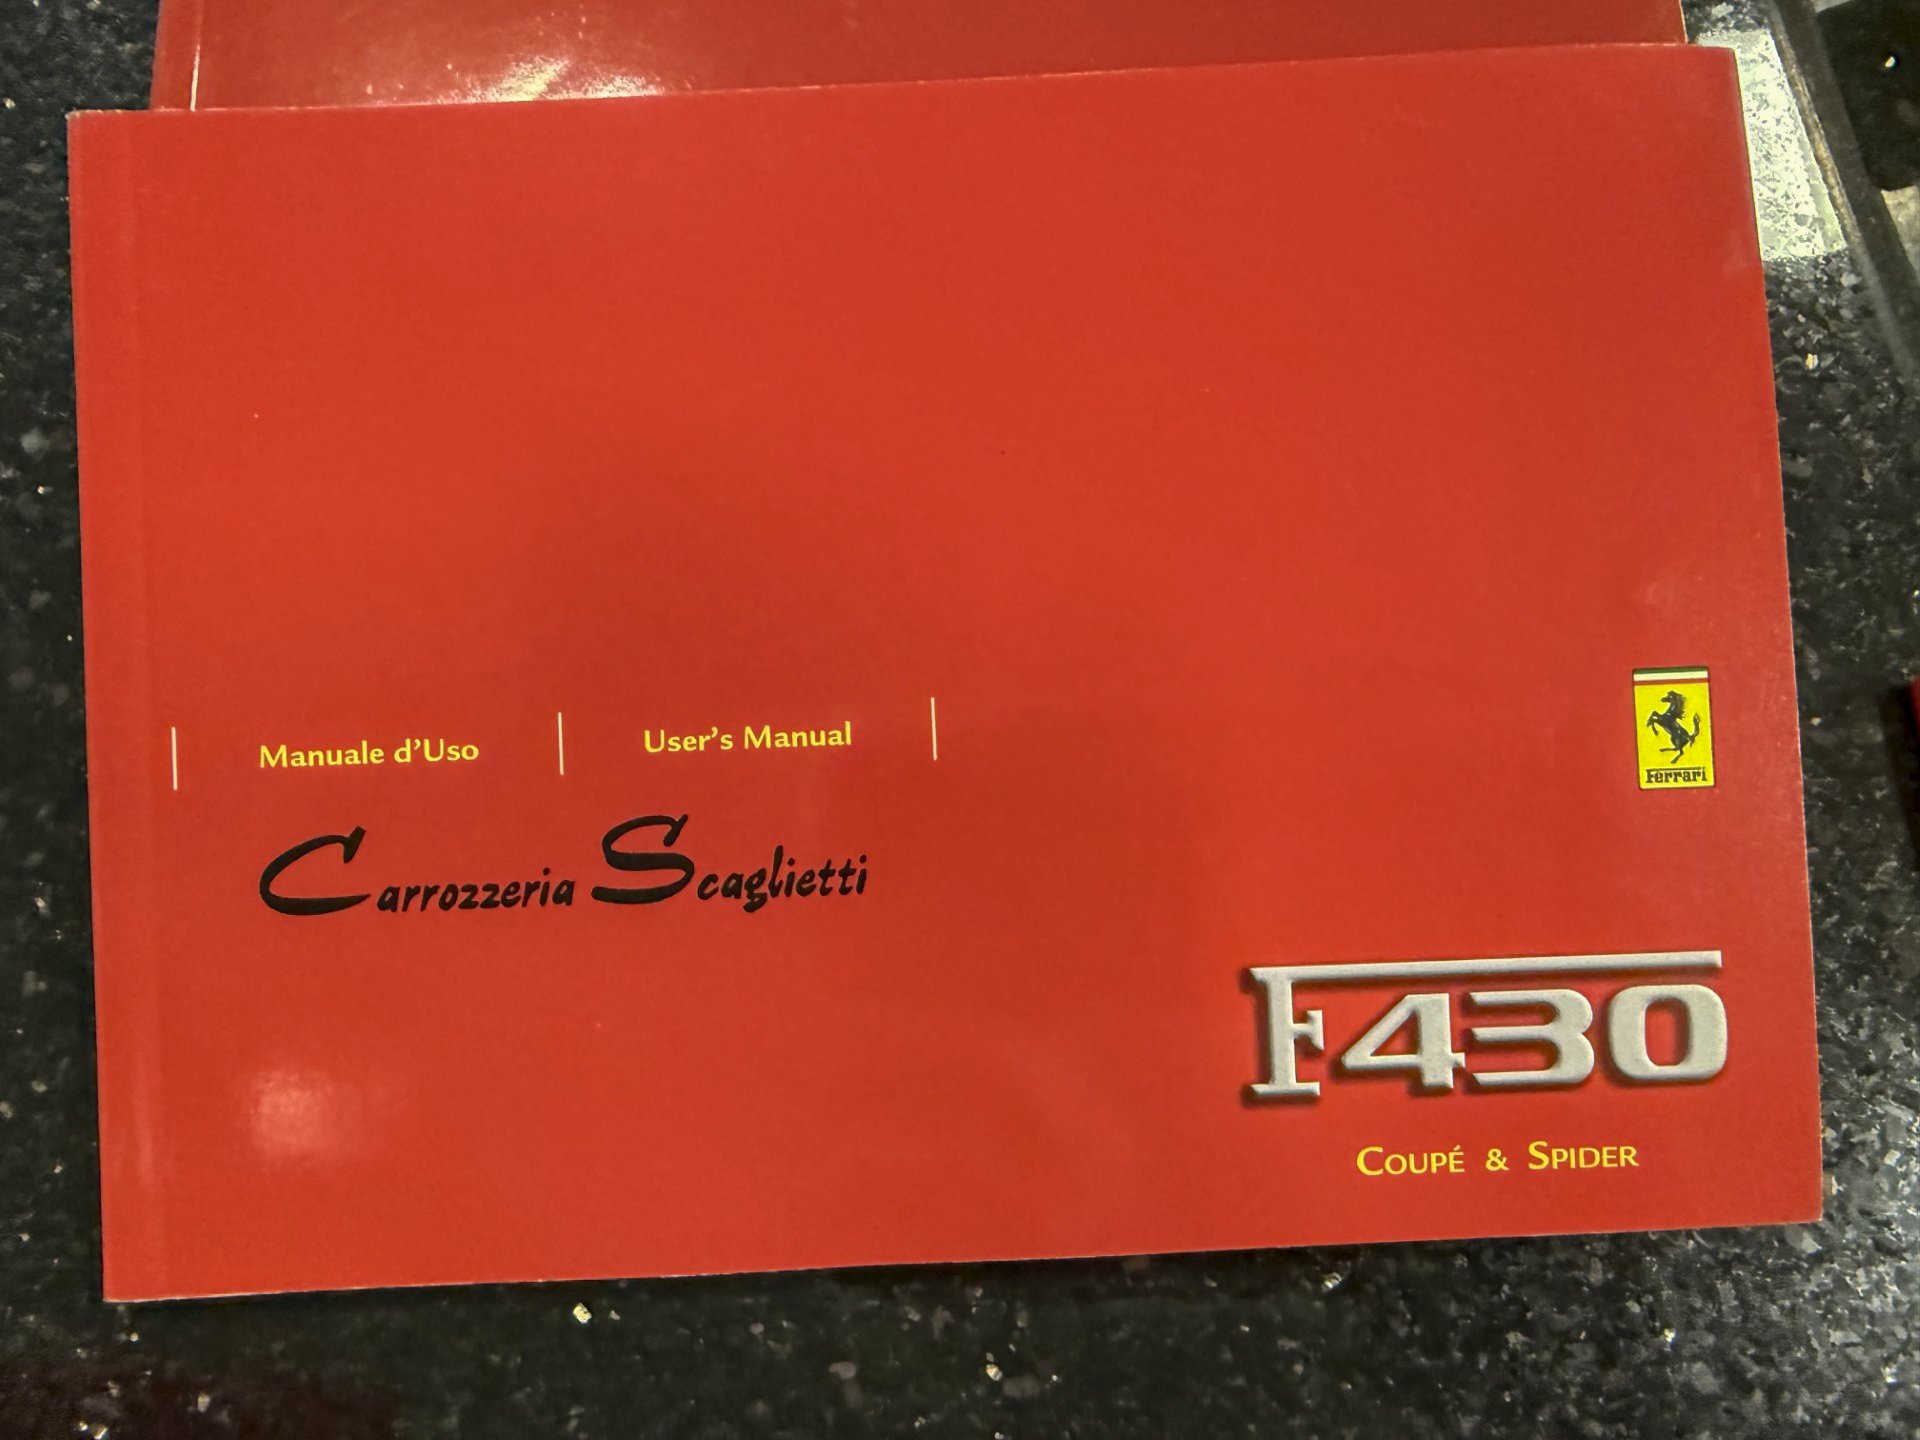 Manuale d'Uso
User's Manual
Carrozzeria Scaglietti
Ferrari
F430
COUPÉ & SPIDER